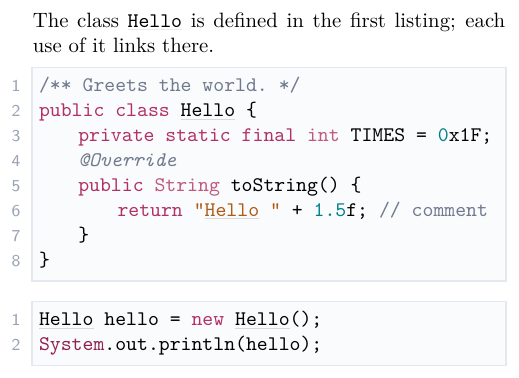 The class Hello is defined in the first listing; each
use of it links there.
1 /** Greets the world. */
2 public class Hello {
3     private static final int TIMES = 0x1F;
4     @Override
5     public String toString() {
6         return "Hello " + 1.5f; // comment
7     }
8 }
1 Hello hello = new Hello();
2 System.out.println(hello);